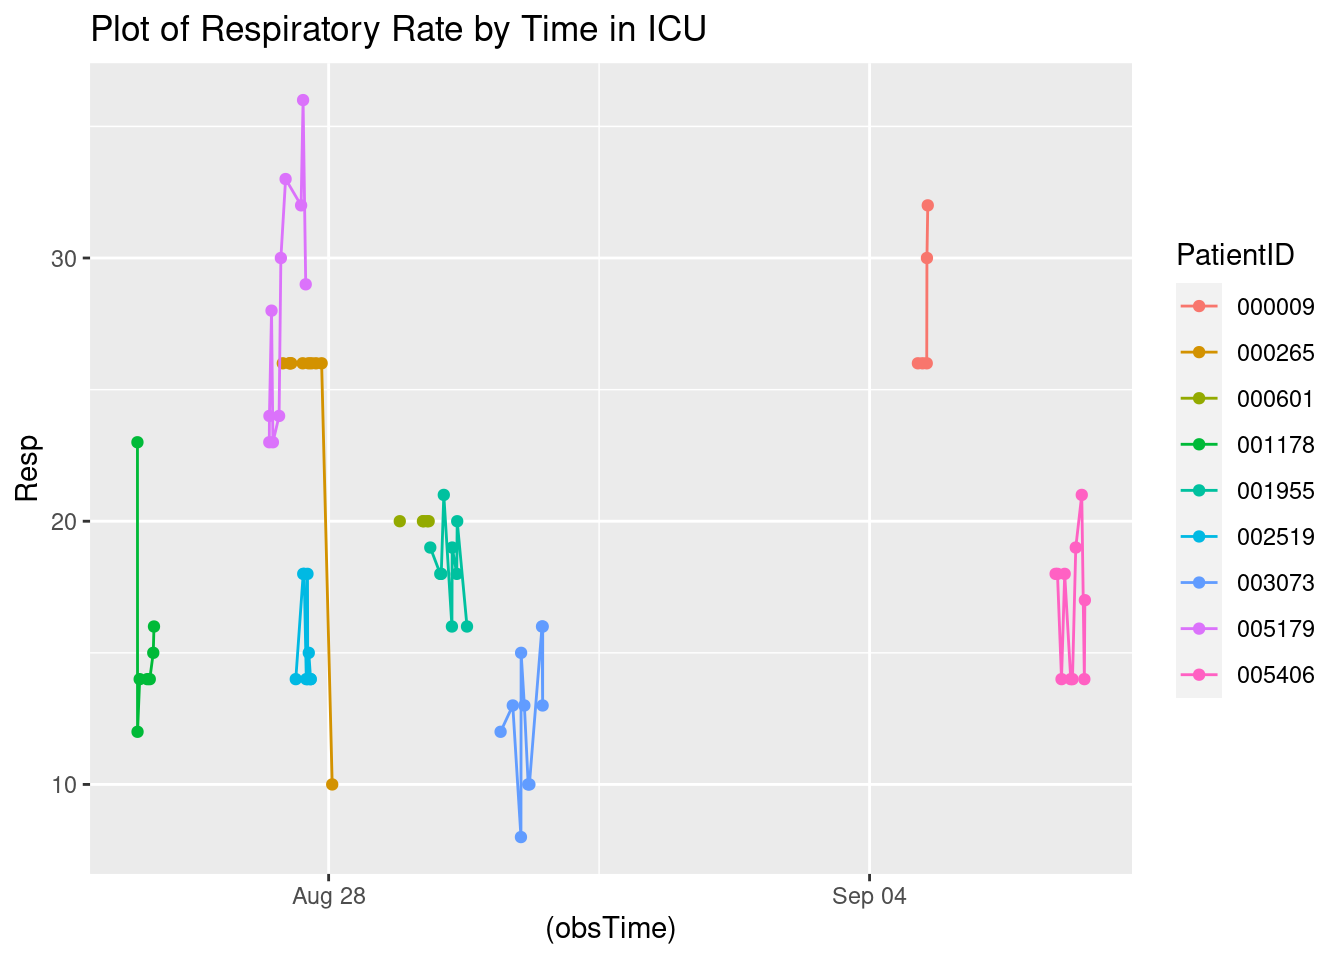 Plot of Respiratory Rate by Time in ICU
30
20
10
Resp
Aug 28
Sep 04
(obsTime)
PatientID
000009
000265
000601
001178
001955
002519
003073
005179
005406